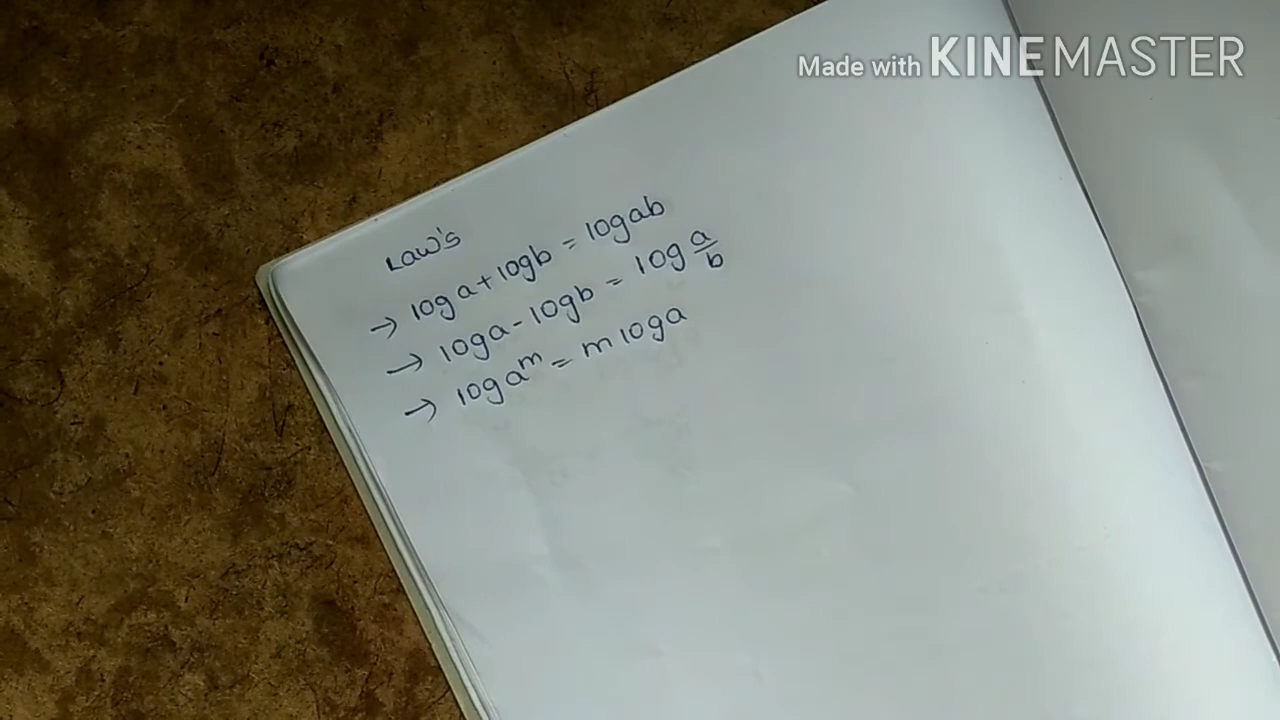 Made with KINEMASTER
Law's
→ log a + log b = log ab
→ log a - log b = log a/b
→ log a^m = m log a